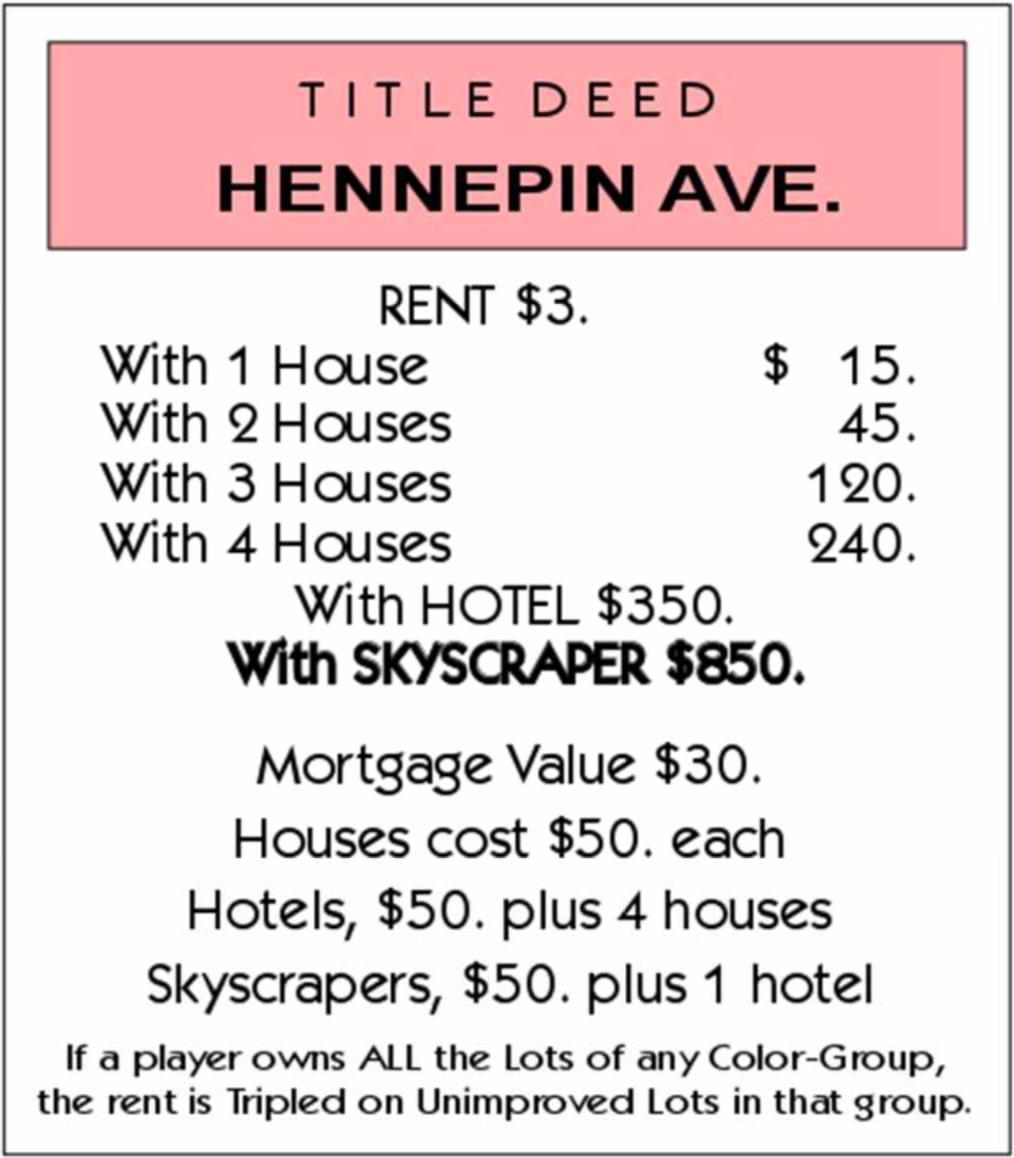 TITLE DEED
HENNEPIN AVE.
RENT $3.
With 1 House $ 15.
With 2 Houses 45.
With 3 Houses 120.
With 4 Houses 240.
With HOTEL $350.
With SKYSCRAPER $850.
Mortgage Value $30.
Houses cost $50. each
Hotels, $50. plus 4 houses
Skyscrapers, $50. plus 1 hotel
If a player owns ALL the Lots of any Color-Group,
the rent is Tripled on Unimproved Lots in that group.